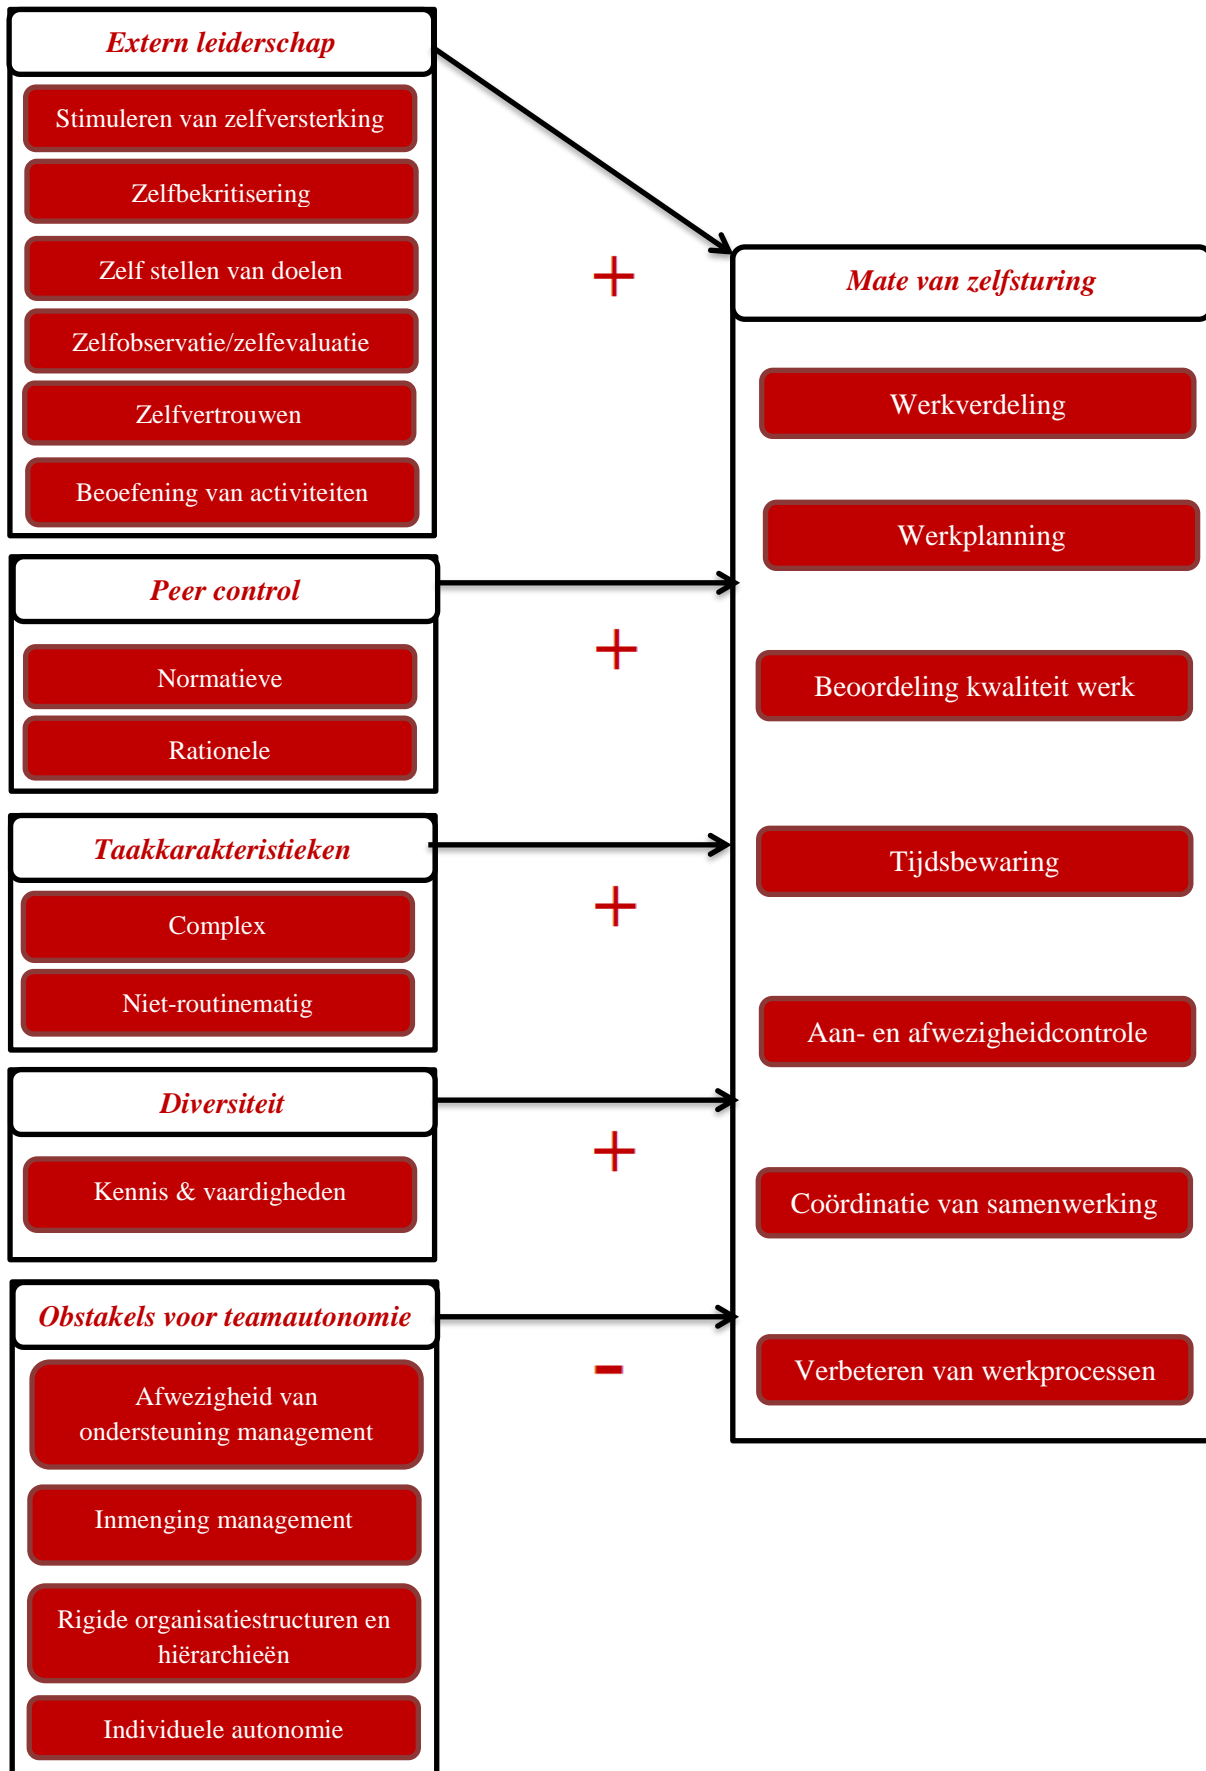 Extern leiderschap
Stimuleren van zelfversterking
Zelfbekritisering
Zelf stellen van doelen
Zelfobservatie/zelfevaluatie
Zelfvertrouwen
Beoefening van activiteiten
Peer control
Normatieve
Rationele
Taakkarakteristieken
Complex
Niet-routinematig
Diversiteit
Kennis & vaardigheden
Obstakels voor teamautonomie
Afwezigheid van
ondersteuning management
Inmenging management
Rigide organisatiestructuren en
hiërarchieën
Individuele autonomie
+
+
+
+
-
Mate van zelfsturing
Werkverdeling
Werkplanning
Beoordeling kwaliteit werk
Tijdsbewaring
Aan- en afwezigheidcontrole
Coördinatie van samenwerking
Verbeteren van werkprocessen